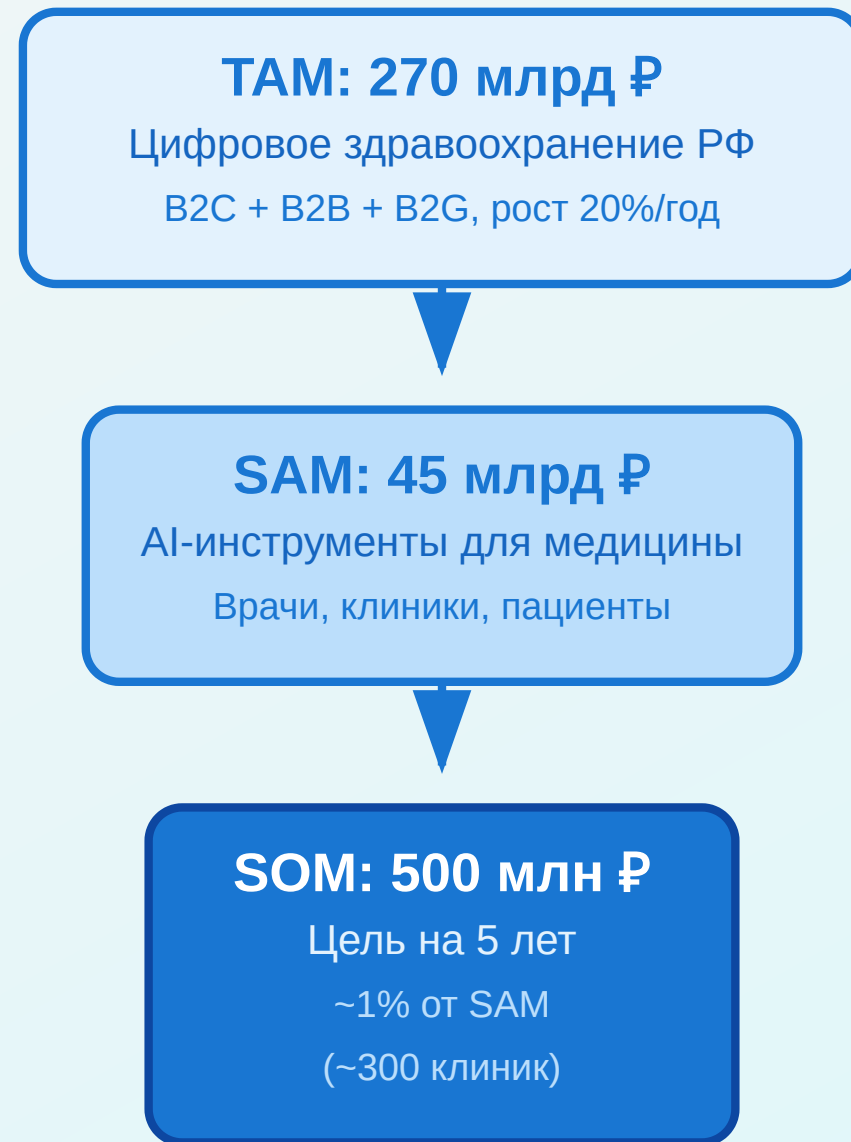 TAM: 270 млрд ₽
Цифровое здравоохранение РФ
B2C + B2B + B2G, рост 20%/год
SAM: 45 млрд ₽
AI-инструменты для медицины
Врачи, клиники, пациенты
SOM: 500 млн ₽
Цель на 5 лет
~1% от SAM
(~300 клиник)